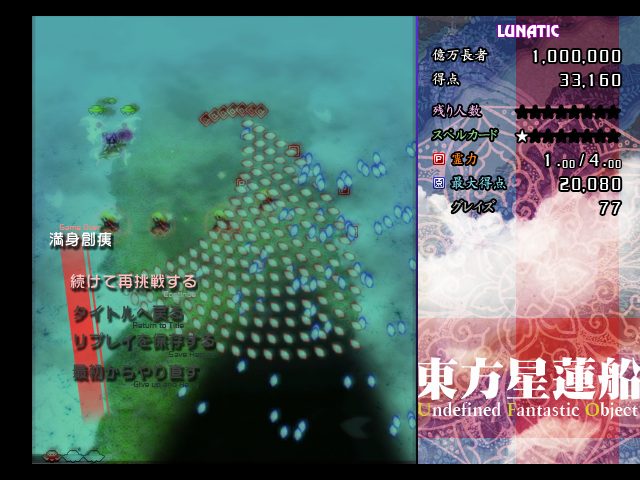 LUNATIC
億万長者 1,000,000
得点 33,160
残り人数
スペルカード
P 霊力 1.00/4.00
点 最大得点 20,080
グレイズ 77
Game Over
満身創痍
続けて再挑戦する
Continue
タイトルへ戻る
Return to Title
リプレイを保存する
最初からやり直す
東方星蓮船
Undefined Fantastic Object